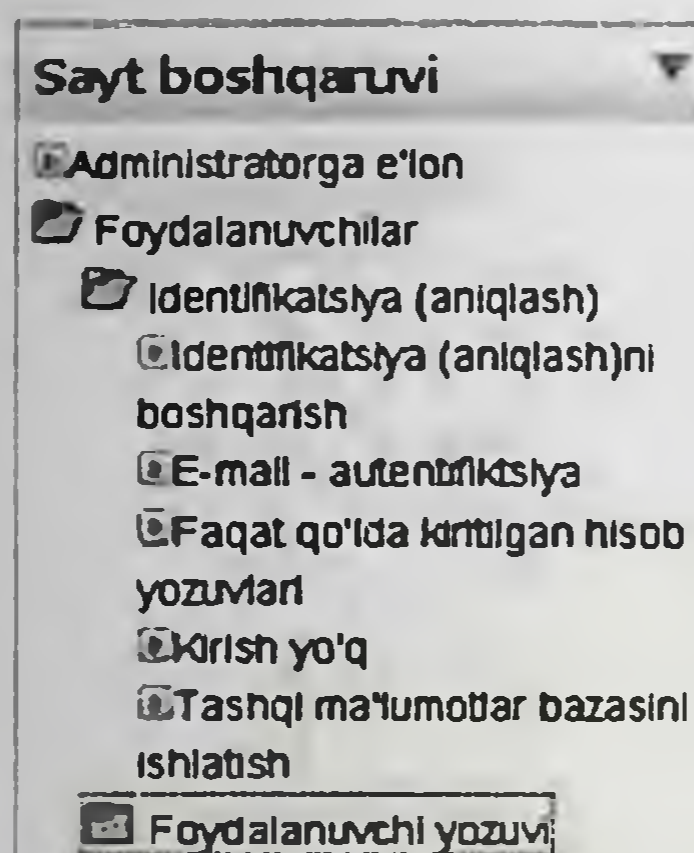 Sayt boshqaruvi
Administratorga e'lon
Foydalanuvchilar
Identifikatsiya (aniqlash)
Identifikatsiya (aniqlash)ni
boshqarish
E-mail - autentifiktsiya
Faqat qo'lda kiritilgan hisob
yozuvlari
Kirish yo'q
Tashqi ma'lumotlar bazasini
ishlatish
Foydalanuvchi yozuvi